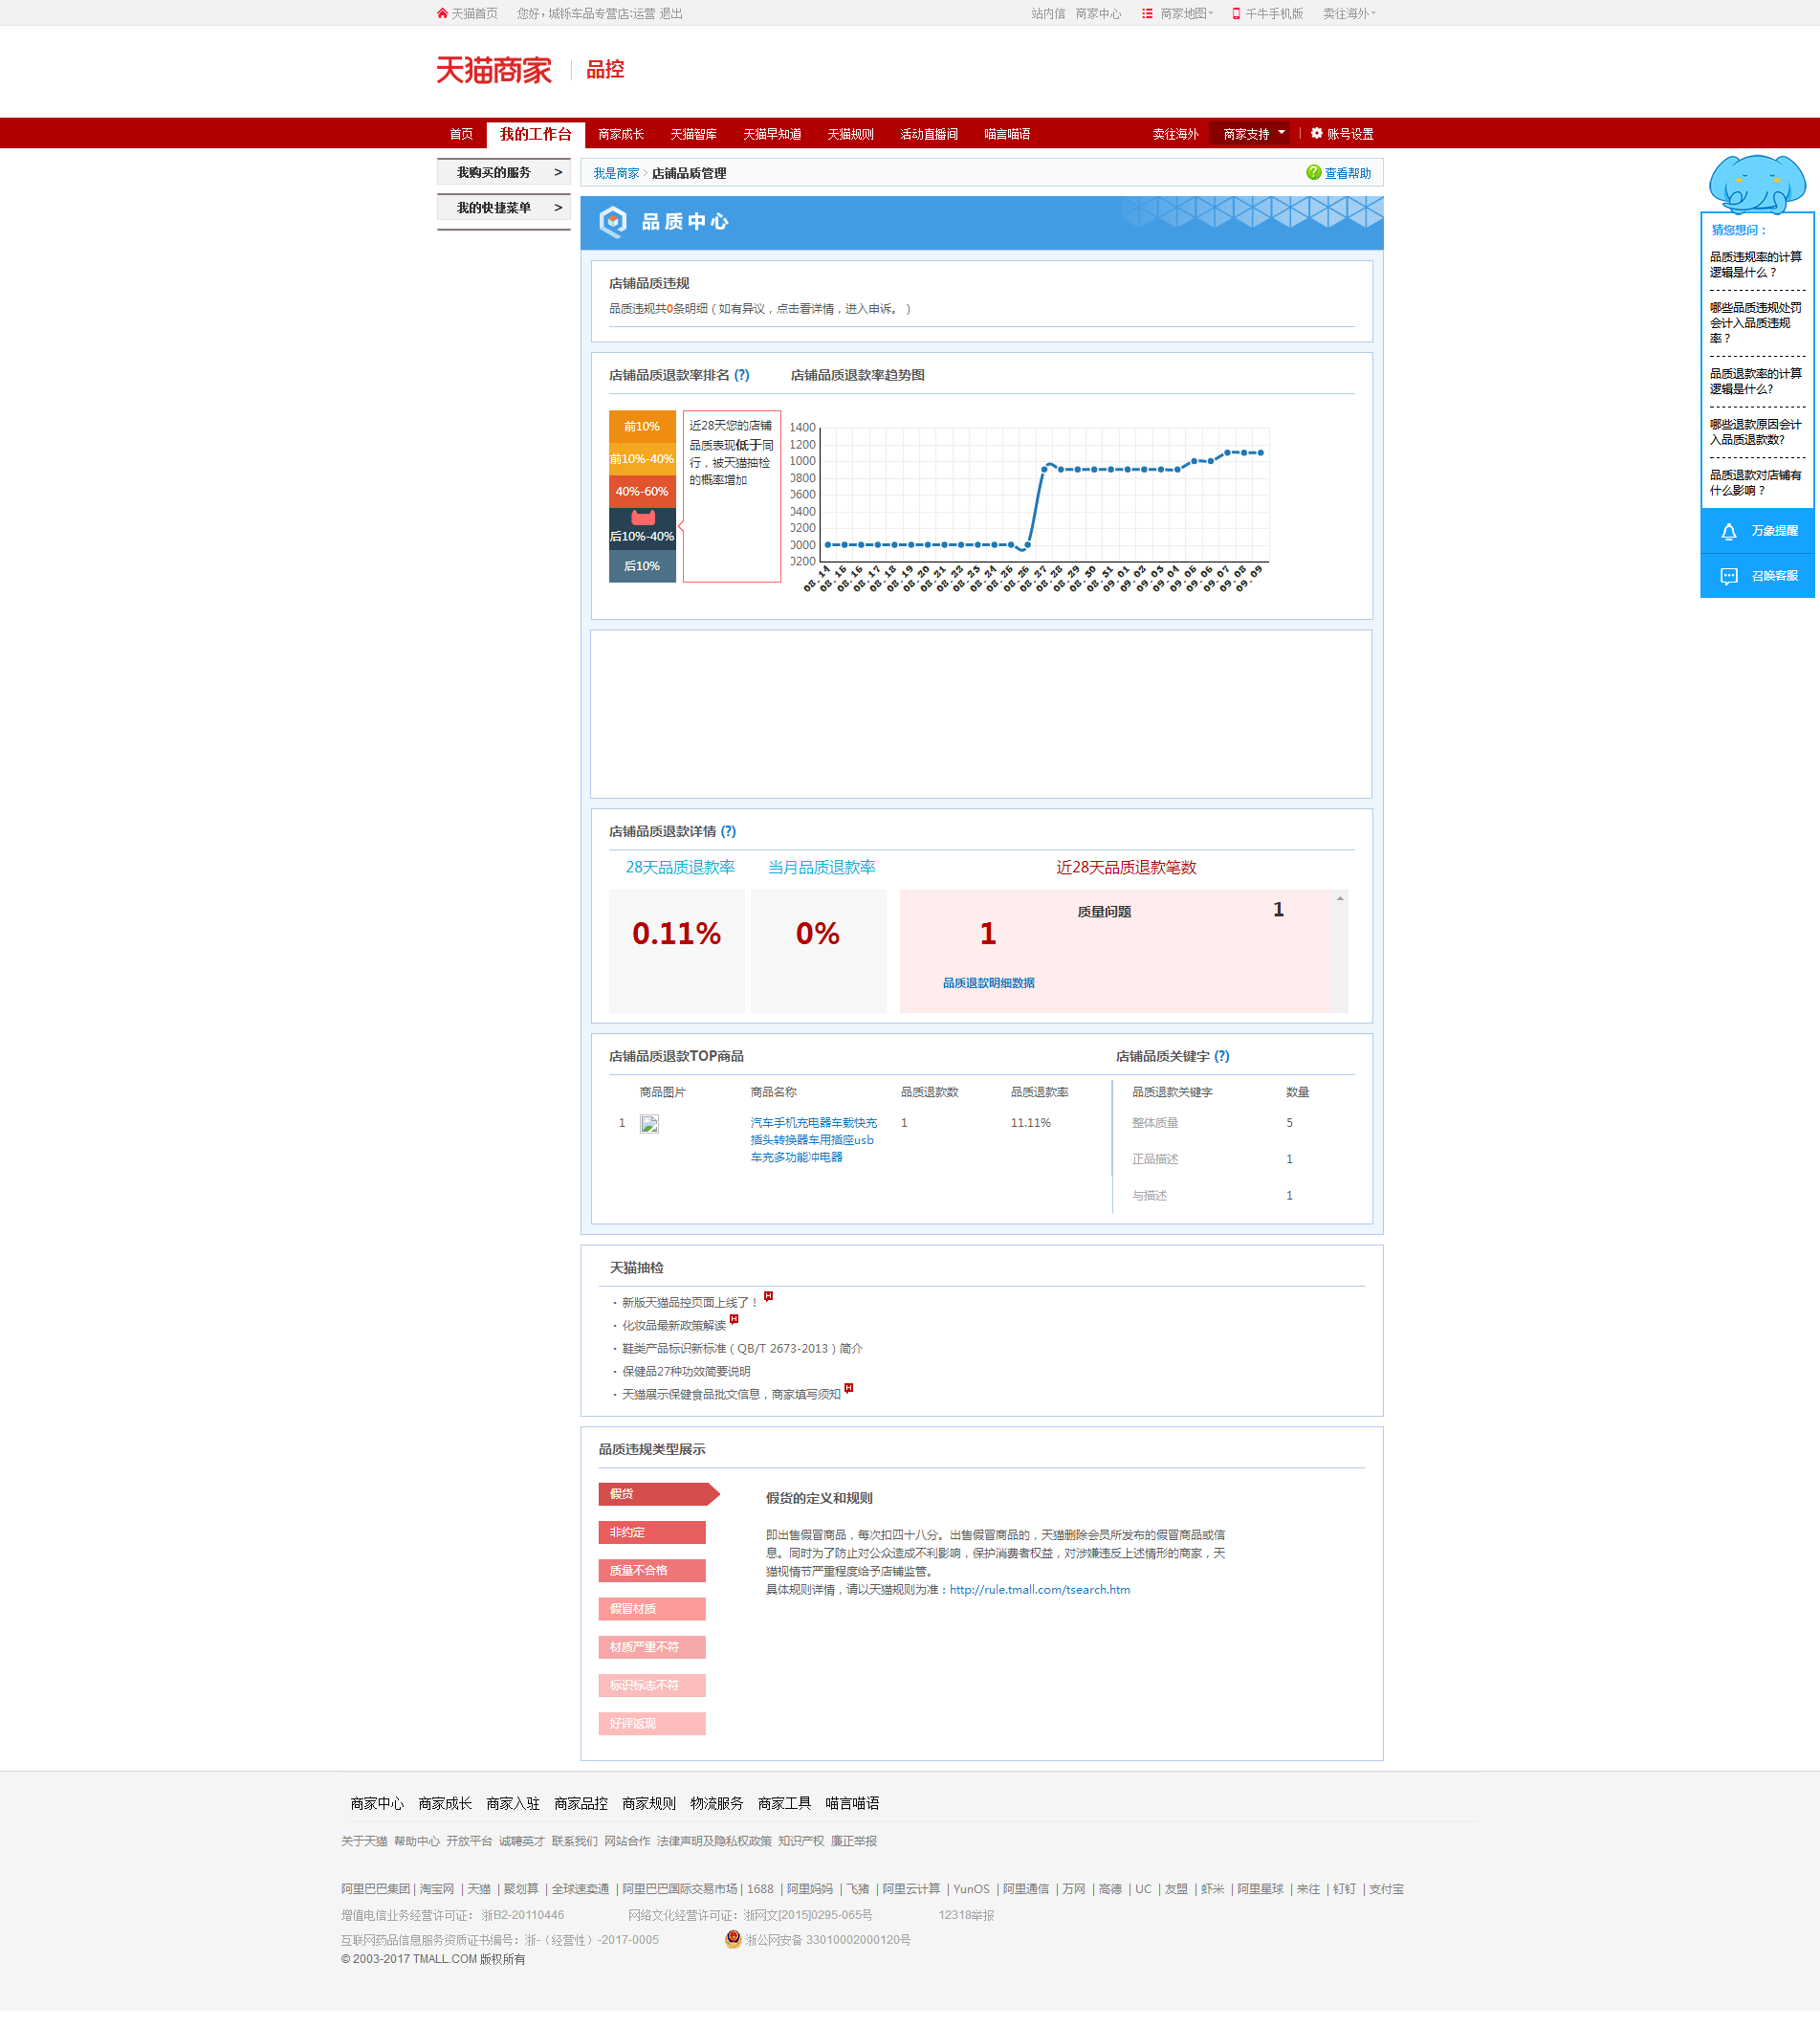 天猫首页 您好，城铄车品专营店:运营 退出 站内信 商家中心 商家地图 千牛手机版 卖往海外
天猫商家 品控
首页 我的工作台 商家成长 天猫智库 天猫早知道 天猫规则 活动直播间 喵言喵语 卖往海外 商家支持 账号设置
我购买的服务 >
我的快捷菜单 >
我是商家 › 店铺品质管理 ? 查看帮助
品质中心
店铺品质违规
品质违规共0条明细（如有异议，点击看详情，进入申诉。）
店铺品质退款率排名 (?) 店铺品质退款率趋势图
前10%
前10%-40%
40%-60%
后10%-40%
后10%
近28天您的店铺
品质表现低于同
行，被天猫抽检
的概率增加
1400
1200
1000
0800
0600
0400
0200
0000
0200
08.14 08.15 08.16 08.17 08.18 08.19 08.20 08.21 08.22 08.23 08.24 08.25 08.26 08.27 08.28 08.29 08.30 08.31 09.01 09.02 09.03 09.04 09.05 09.06 09.07 09.08 09.09
店铺品质退款详情 (?)
28天品质退款率 当月品质退款率 近28天品质退款笔数
0.11% 0% 1 质量问题 1
品质退款明细数据
店铺品质退款TOP商品 店铺品质关键字 (?)
商品图片 商品名称 品质退款数 品质退款率 品质退款关键字 数量
1 汽车手机充电器车载快充 1 11.11% 整体质量 5
插头转换器车用插座usb
车充多功能冲电器 正品描述 1
与描述 1
天猫抽检
· 新版天猫品控页面上线了！
· 化妆品最新政策解读
· 鞋类产品标识新标准（QB/T 2673-2013）简介
· 保健品27种功效简要说明
· 天猫展示保健食品批文信息，商家填写须知
品质违规类型展示
假货
非约定
质量不合格
假冒材质
材质严重不符
标识标志不符
好评返现
假货的定义和规则
即出售假冒商品，每次扣四十八分。出售假冒商品的，天猫删除会员所发布的假冒商品或信
息。同时为了防止对公众造成不利影响，保护消费者权益，对涉嫌违反上述情形的商家，天
猫视情节严重程度给予店铺监管。
具体规则详情，请以天猫规则为准：http://rule.tmall.com/tsearch.htm
猜您想问：
品质违规率的计算
逻辑是什么？
哪些品质违规处罚
会计入品质违规
率？
品质退款率的计算
逻辑是什么?
哪些退款原因会计
入品质退款数?
品质退款对店铺有
什么影响？
万象提醒
召唤客服
商家中心 商家成长 商家入驻 商家品控 商家规则 物流服务 商家工具 喵言喵语
关于天猫 帮助中心 开放平台 诚聘英才 联系我们 网站合作 法律声明及隐私权政策 知识产权 廉正举报
阿里巴巴集团 | 淘宝网 | 天猫 | 聚划算 | 全球速卖通 | 阿里巴巴国际交易市场 | 1688 | 阿里妈妈 | 飞猪 | 阿里云计算 | YunOS | 阿里通信 | 万网 | 高德 | UC | 友盟 | 虾米 | 阿里星球 | 来往 | 钉钉 | 支付宝
增值电信业务经营许可证： 浙B2-20110446 网络文化经营许可证：浙网文[2015]0295-065号 12318举报
互联网药品信息服务资质证书编号：浙-（经营性）-2017-0005 浙公网安备 33010002000120号
© 2003-2017 TMALL.COM 版权所有